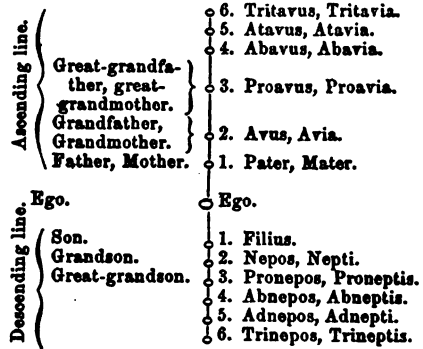 Ascending line.
6. Tritavus, Tritavia.
5. Atavus, Atavia.
4. Abavus, Abavia.
Great-grandfa-
ther, great-
grandmother.
3. Proavus, Proavia.
Grandfather,
Grandmother.
2. Avus, Avia.
Father, Mother.
1. Pater, Mater.
Ego.
Ego.
Descending line.
Son.
1. Filius.
Grandson.
2. Nepos, Nepti.
Great-grandson.
3. Pronepos, Proneptis.
4. Abnepos, Abneptis.
5. Adnepos, Adnepti.
6. Trinepos, Trineptis.